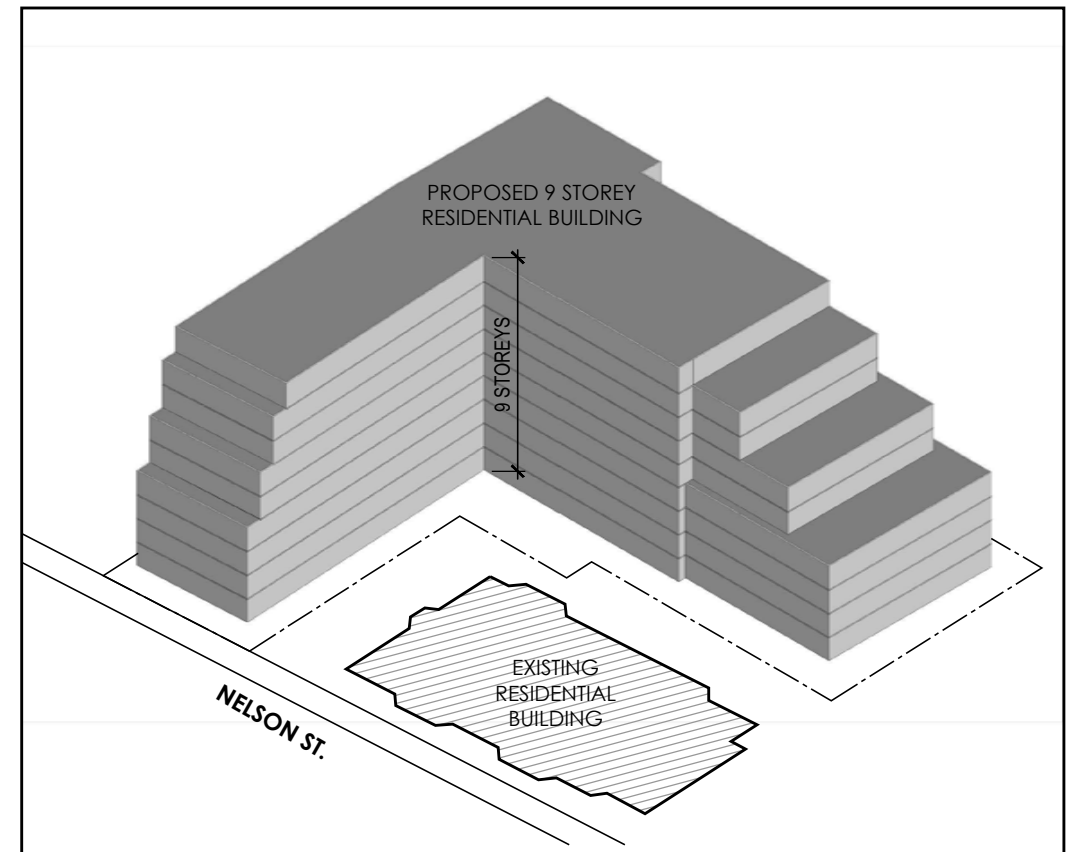 PROPOSED 9 STOREY
RESIDENTIAL BUILDING
9 STOREYS
EXISTING
RESIDENTIAL
BUILDING
NELSON ST.